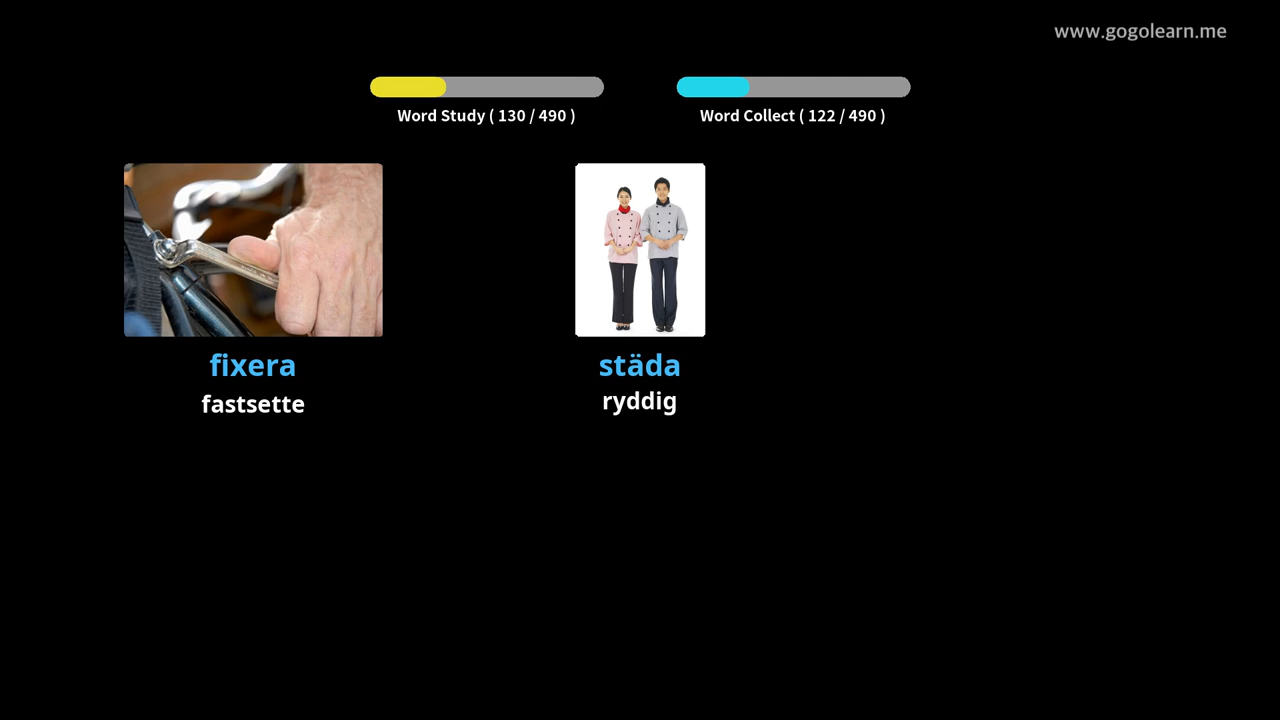 www.gogolearn.me
Word Study ( 130 / 490 )
Word Collect ( 122 / 490 )
fixera
fastsette
städa
ryddig